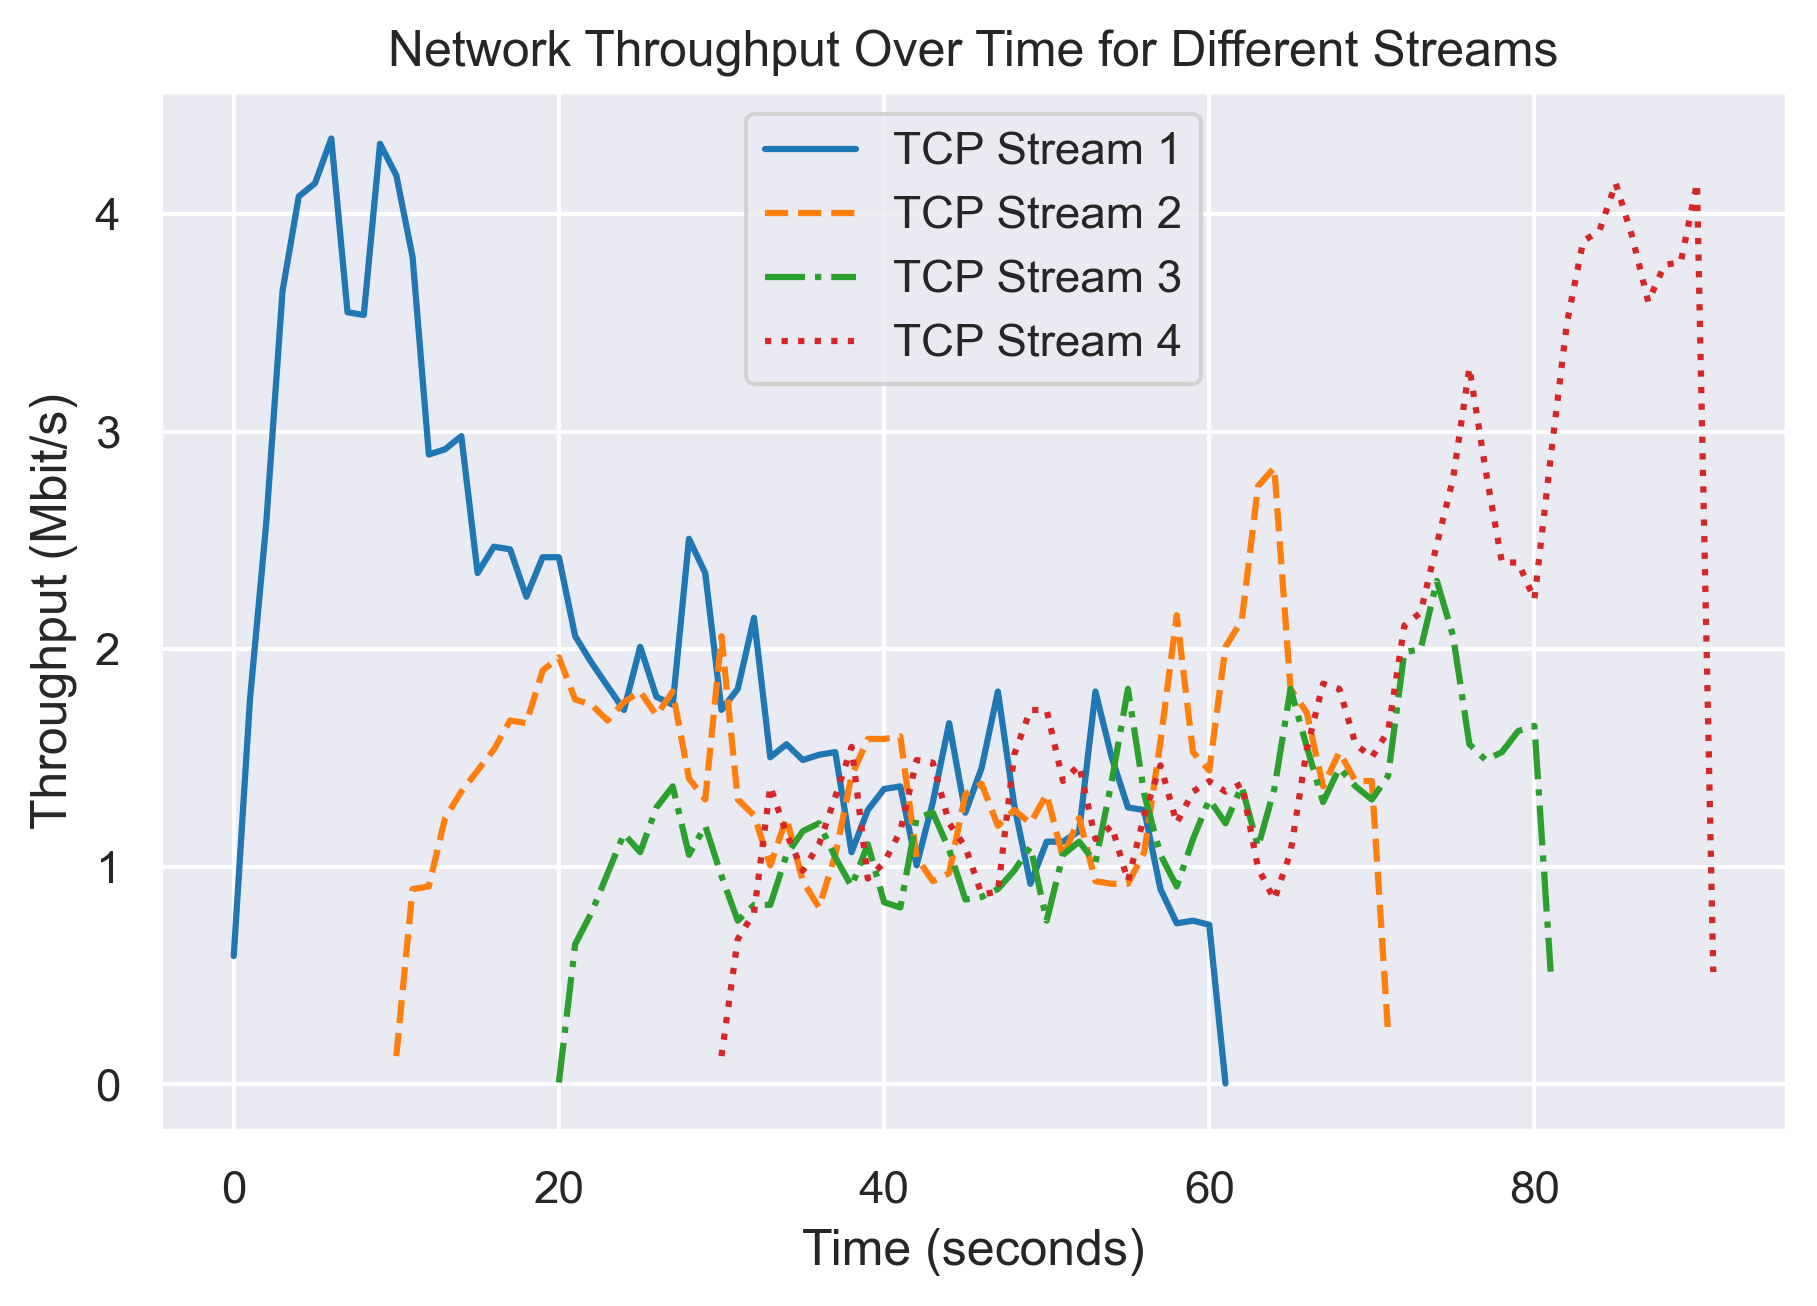 Network Throughput Over Time for Different Streams
TCP Stream 1
TCP Stream 2
TCP Stream 3
TCP Stream 4
Throughput (Mbit/s)
4
3
2
1
0
0 20 40 60 80
Time (seconds)